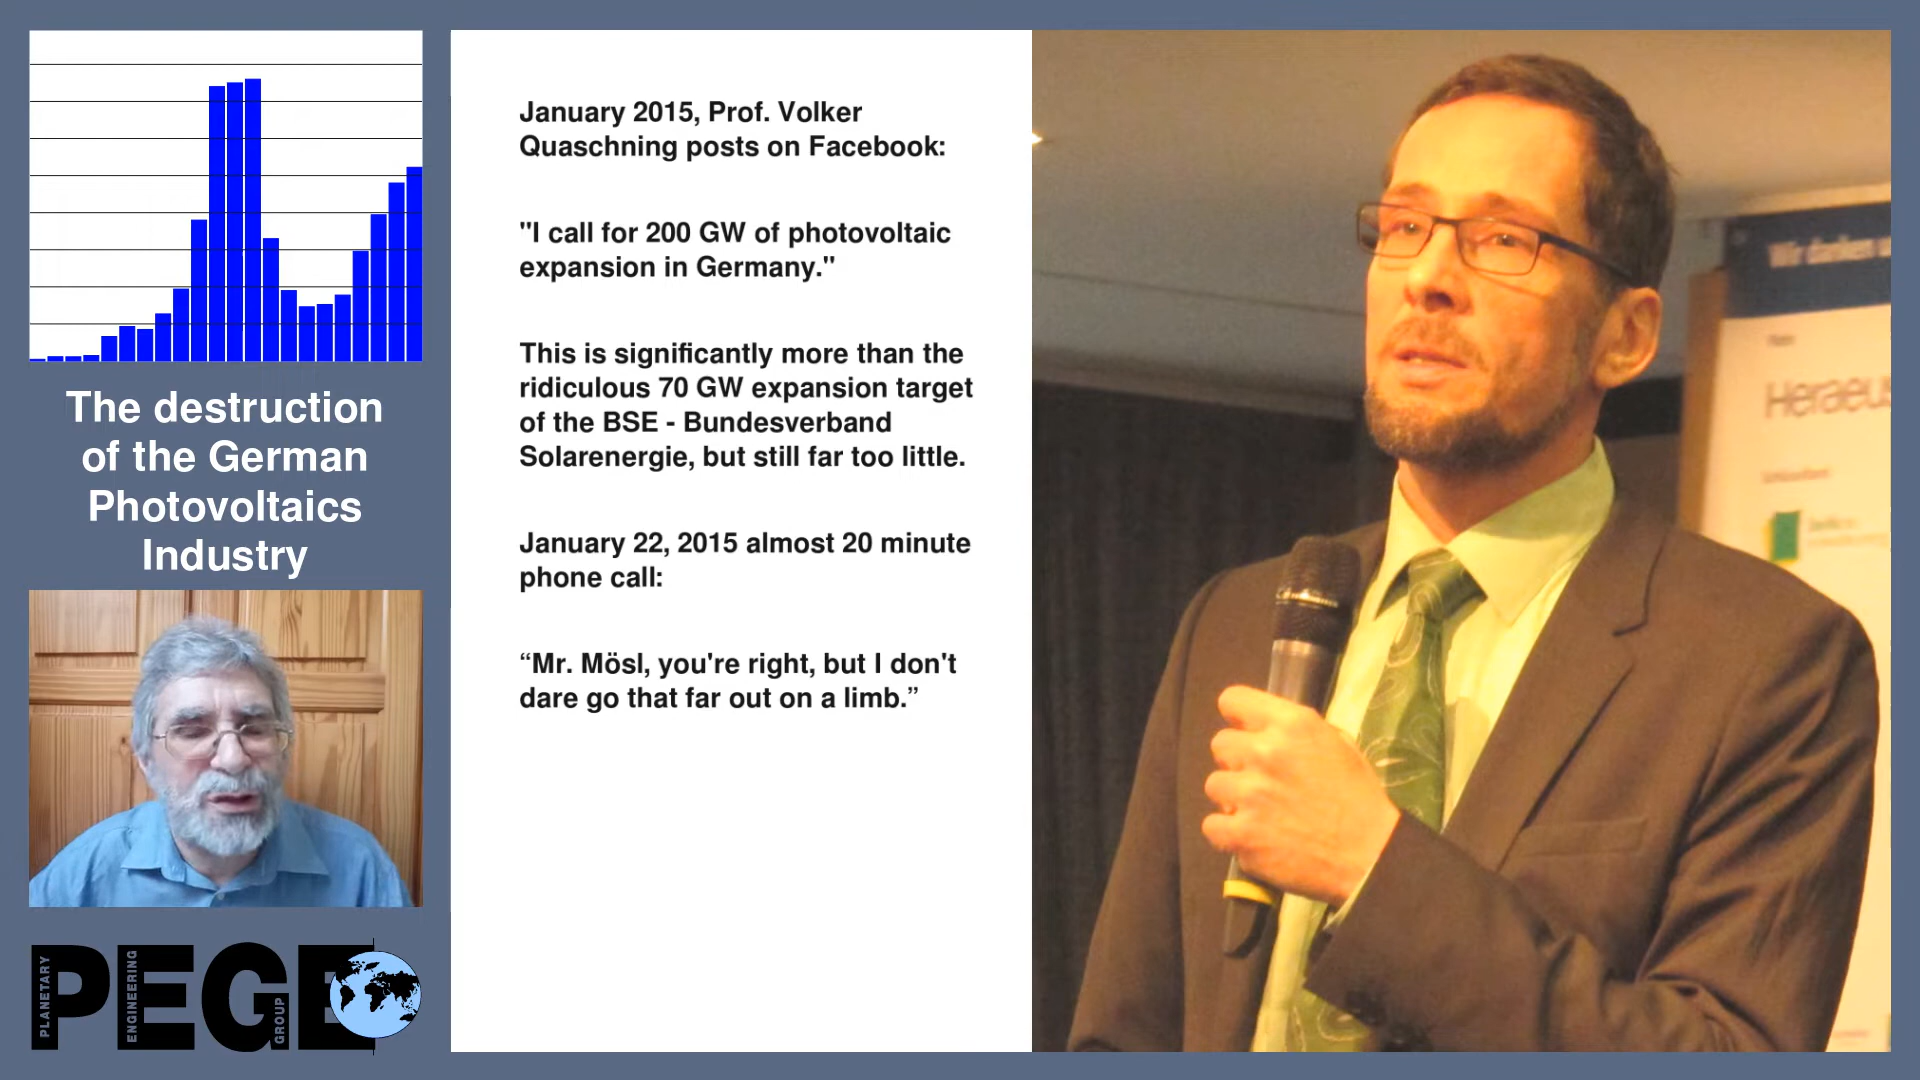 The destruction
of the German
Photovoltaics
Industry
PLANETARY
ENGINEERING
GROUP
PEGE
January 2015, Prof. Volker
Quaschning posts on Facebook:
"I call for 200 GW of photovoltaic
expansion in Germany."
This is significantly more than the
ridiculous 70 GW expansion target
of the BSE - Bundesverband
Solarenergie, but still far too little.
January 22, 2015 almost 20 minute
phone call:
“Mr. Mösl, you're right, but I don't
dare go that far out on a limb.”
Wir danken
Heraeus